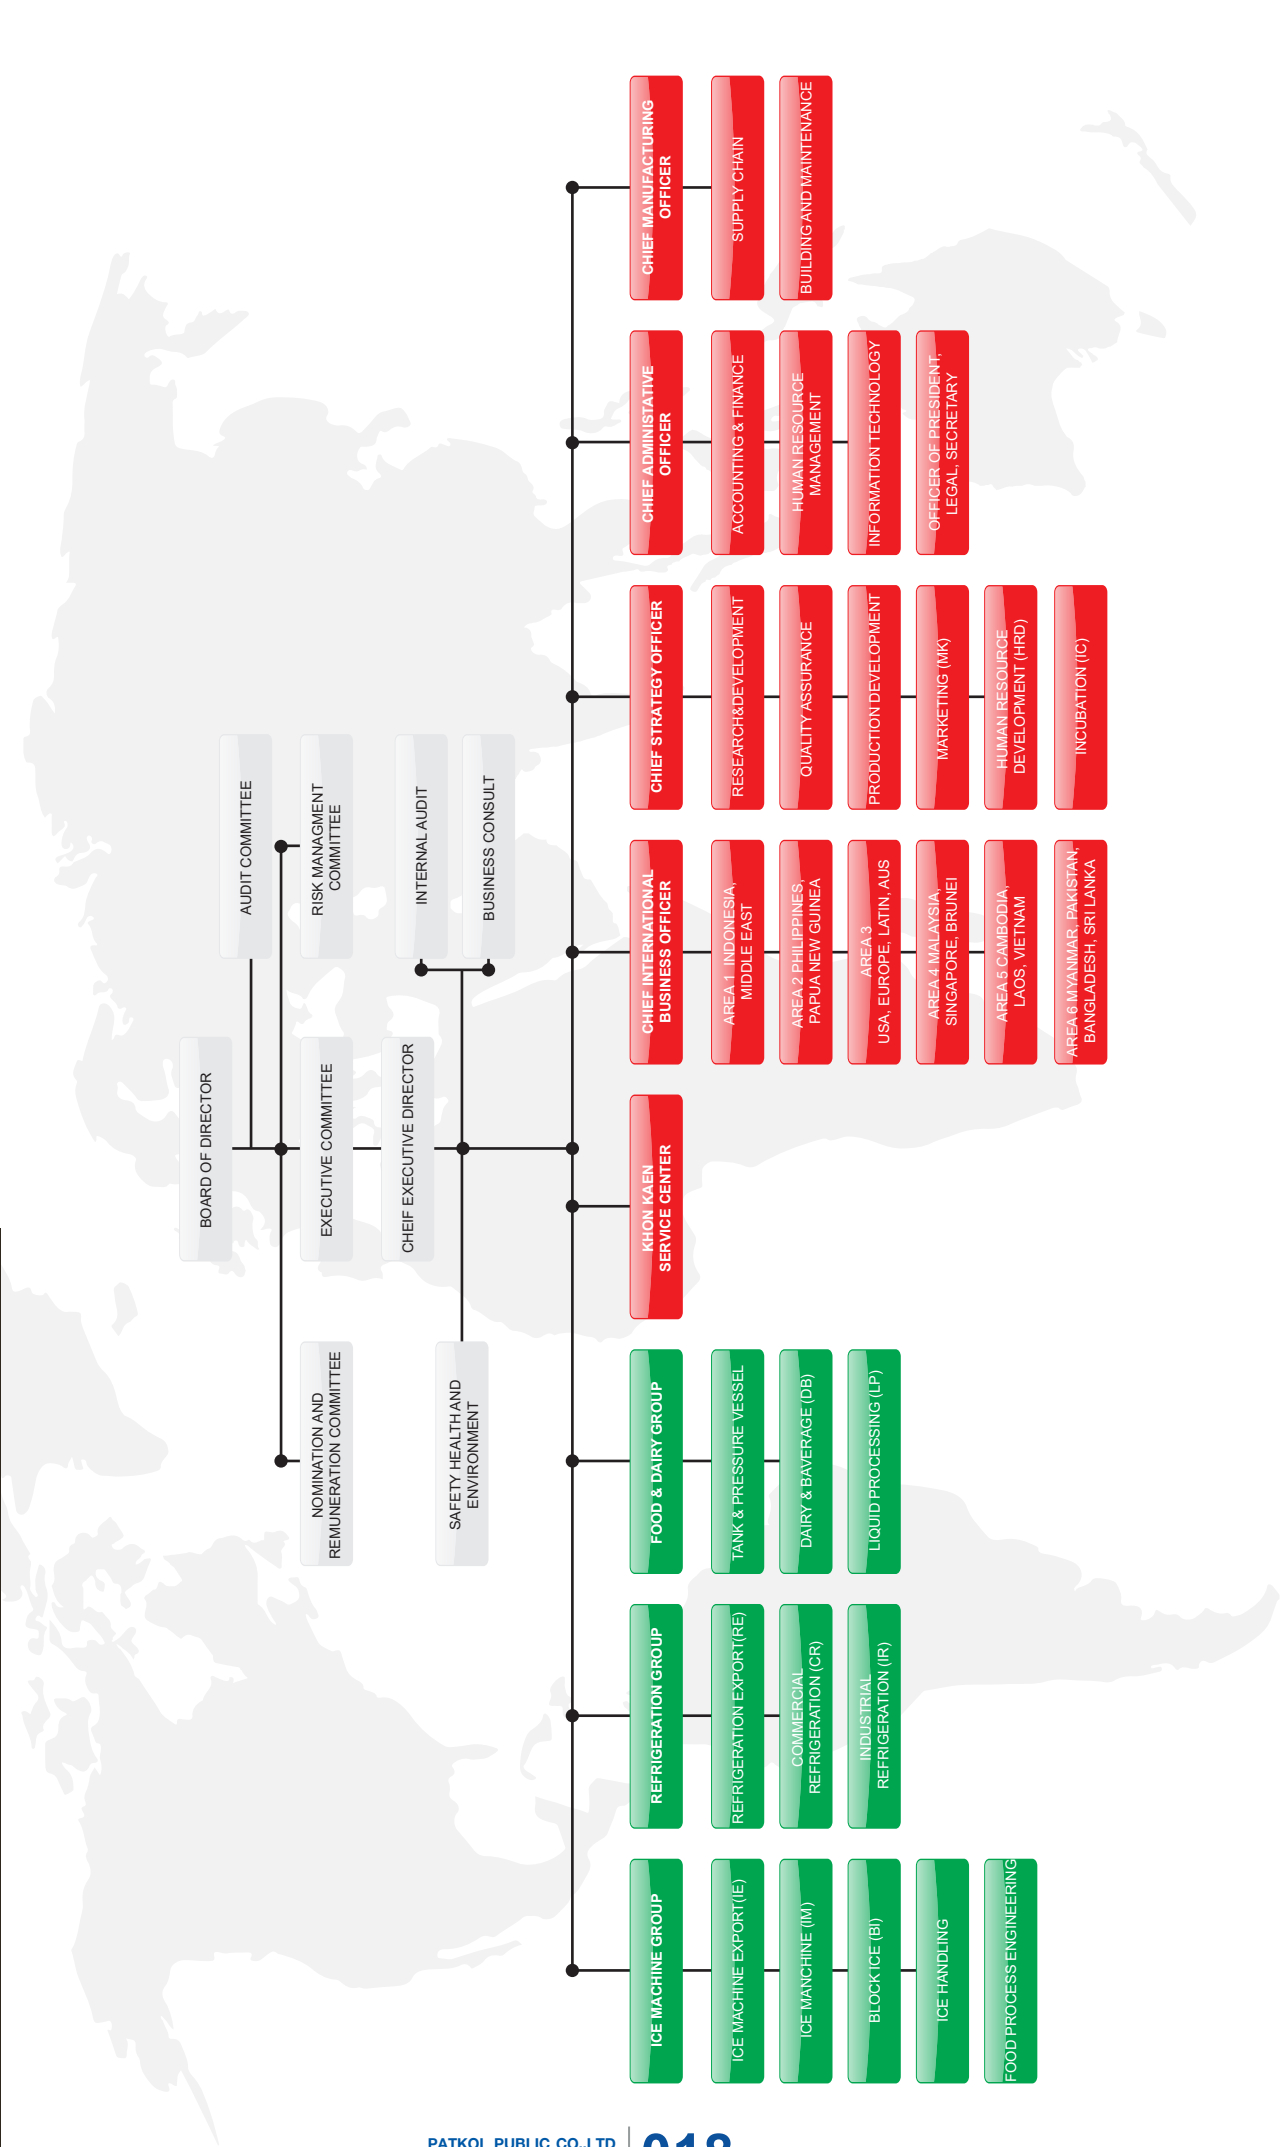 BOARD OF DIRECTOR
AUDIT COMMITTEE
NOMINATION AND
REMUNERATION COMMITTEE
EXECUTIVE COMMITTEE
RISK MANAGMENT
COMMITTEE
CHEIF EXECUTIVE DIRECTOR
INTERNAL AUDIT
SAFETY HEALTH AND
ENVIRONMENT
BUSINESS CONSULT
ICE MACHINE GROUP
ICE MACHINE EXPORT(IE)
ICE MANCHINE (IM)
BLOCK ICE (BI)
ICE HANDLING
FOOD PROCESS ENGINEERING
REFRIGERATION GROUP
REFRIGERATION EXPORT(RE)
COMMERCIAL
REFRIGERATION (CR)
INDUSTRIAL
REFRIGERATION (IR)
FOOD & DAIRY GROUP
TANK & PRESSURE VESSEL
DAIRY & BAVERAGE (DB)
LIQUID PROCESSING (LP)
KHON KAEN
SERVICE CENTER
CHIEF INTERNATIONAL
BUSINESS OFFICER
AREA 1 INDONESIA,
MIDDLE EAST
AREA 2 PHILIPPINES,
PAPUA NEW GUINEA
AREA 3
USA, EUROPE, LATIN, AUS
AREA 4 MALAYSIA,
SINGAPORE, BRUNEI
AREA 5 CAMBODIA,
LAOS, VIETNAM
AREA 6 MYANMAR, PAKISTAN,
BANGLADESH, SRI LANKA
CHIEF STRATEGY OFFICER
RESEARCH&DEVELOPMENT
QUALITY ASSURANCE
PRODUCTION DEVELOPMENT
MARKETING (MK)
HUMAN RESOURCE
DEVELOPMENT (HRD)
INCUBATION (IC)
CHIEF ADMINISTATIVE
OFFICER
ACCOUNTING & FINANCE
HUMAN RESOURCE
MANAGEMENT
INFORMATION TECHNOLOGY
OFFICER OF PRESIDENT,
LEGAL, SECRETARY
CHIEF MANUFACTURING
OFFICER
SUPPLY CHAIN
BUILDING AND MAINTENANCE
PATKOL PUBLIC CO.,LTD
018